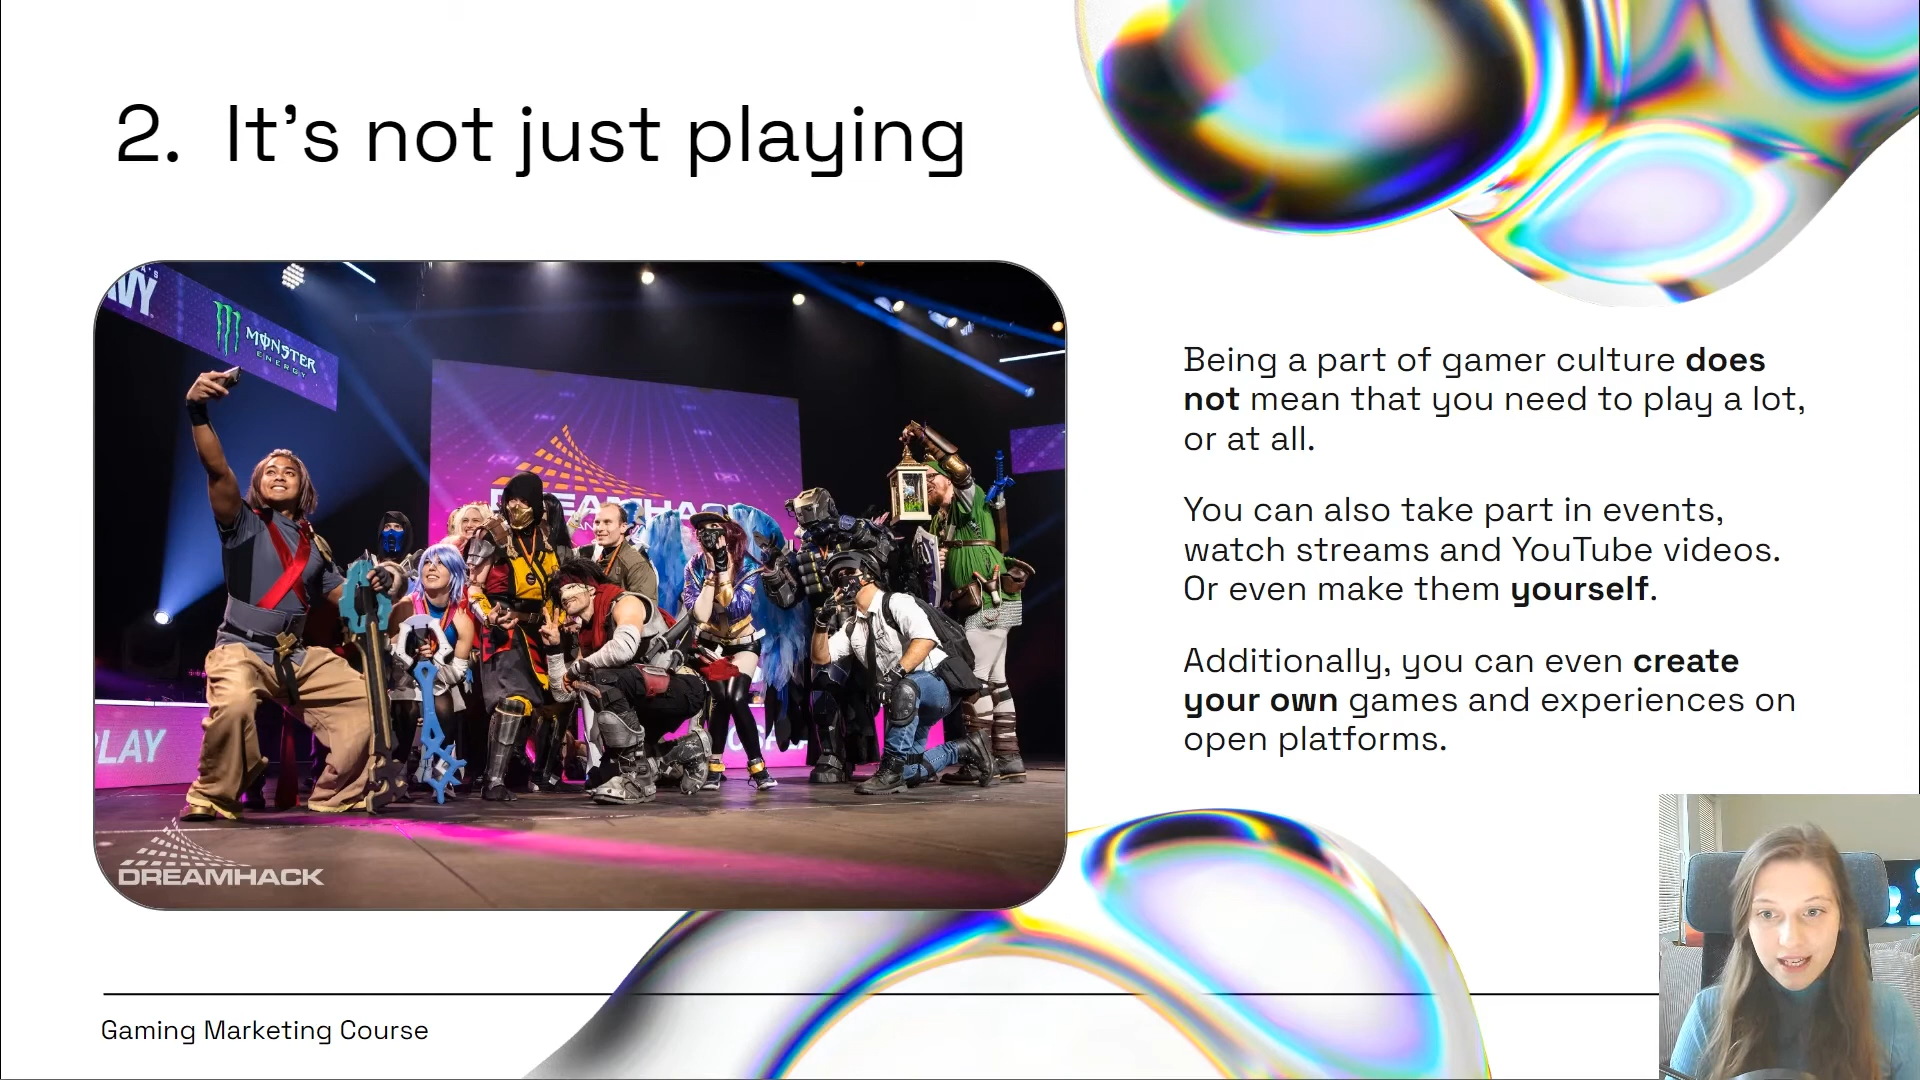 2. It's not just playing
MONSTER
ENERGY
DREAMHACK
LAY
DREAMHACK
Being a part of gamer culture does
not mean that you need to play a lot,
or at all.
You can also take part in events,
watch streams and YouTube videos.
Or even make them yourself.
Additionally, you can even create
your own games and experiences on
open platforms.
Gaming Marketing Course